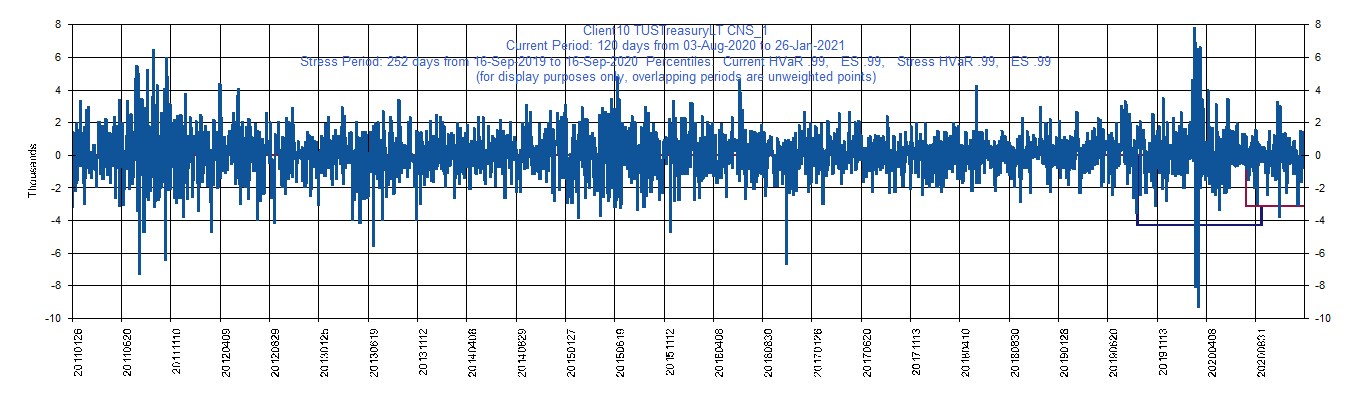 Client10 TUSTreasuryLT CNS_1
Current Period: 120 days from 03-Aug-2020 to 26-Jan-2021
Stress Period: 252 days from 16-Sep-2019 to 16-Sep-2020 Percentiles: Current HVaR .99, ES .99, Stress HVaR .99, ES .99
(for display purposes only, overlapping periods are unweighted points)
8 8
6 6
4 4
2 2
0 0
-2 -2
-4 -4
-6 -6
-8 -8
-10 -10
Thousands
20110126 20110620 20111110 20120409 20120829 20130125 20130619 20131112 20140408 20140829 20150127 20150619 20151112 20160408 20160830 20170126 20170620 20171113 20180410 20180830 20190128 20190620 20191113 20200408 20200831